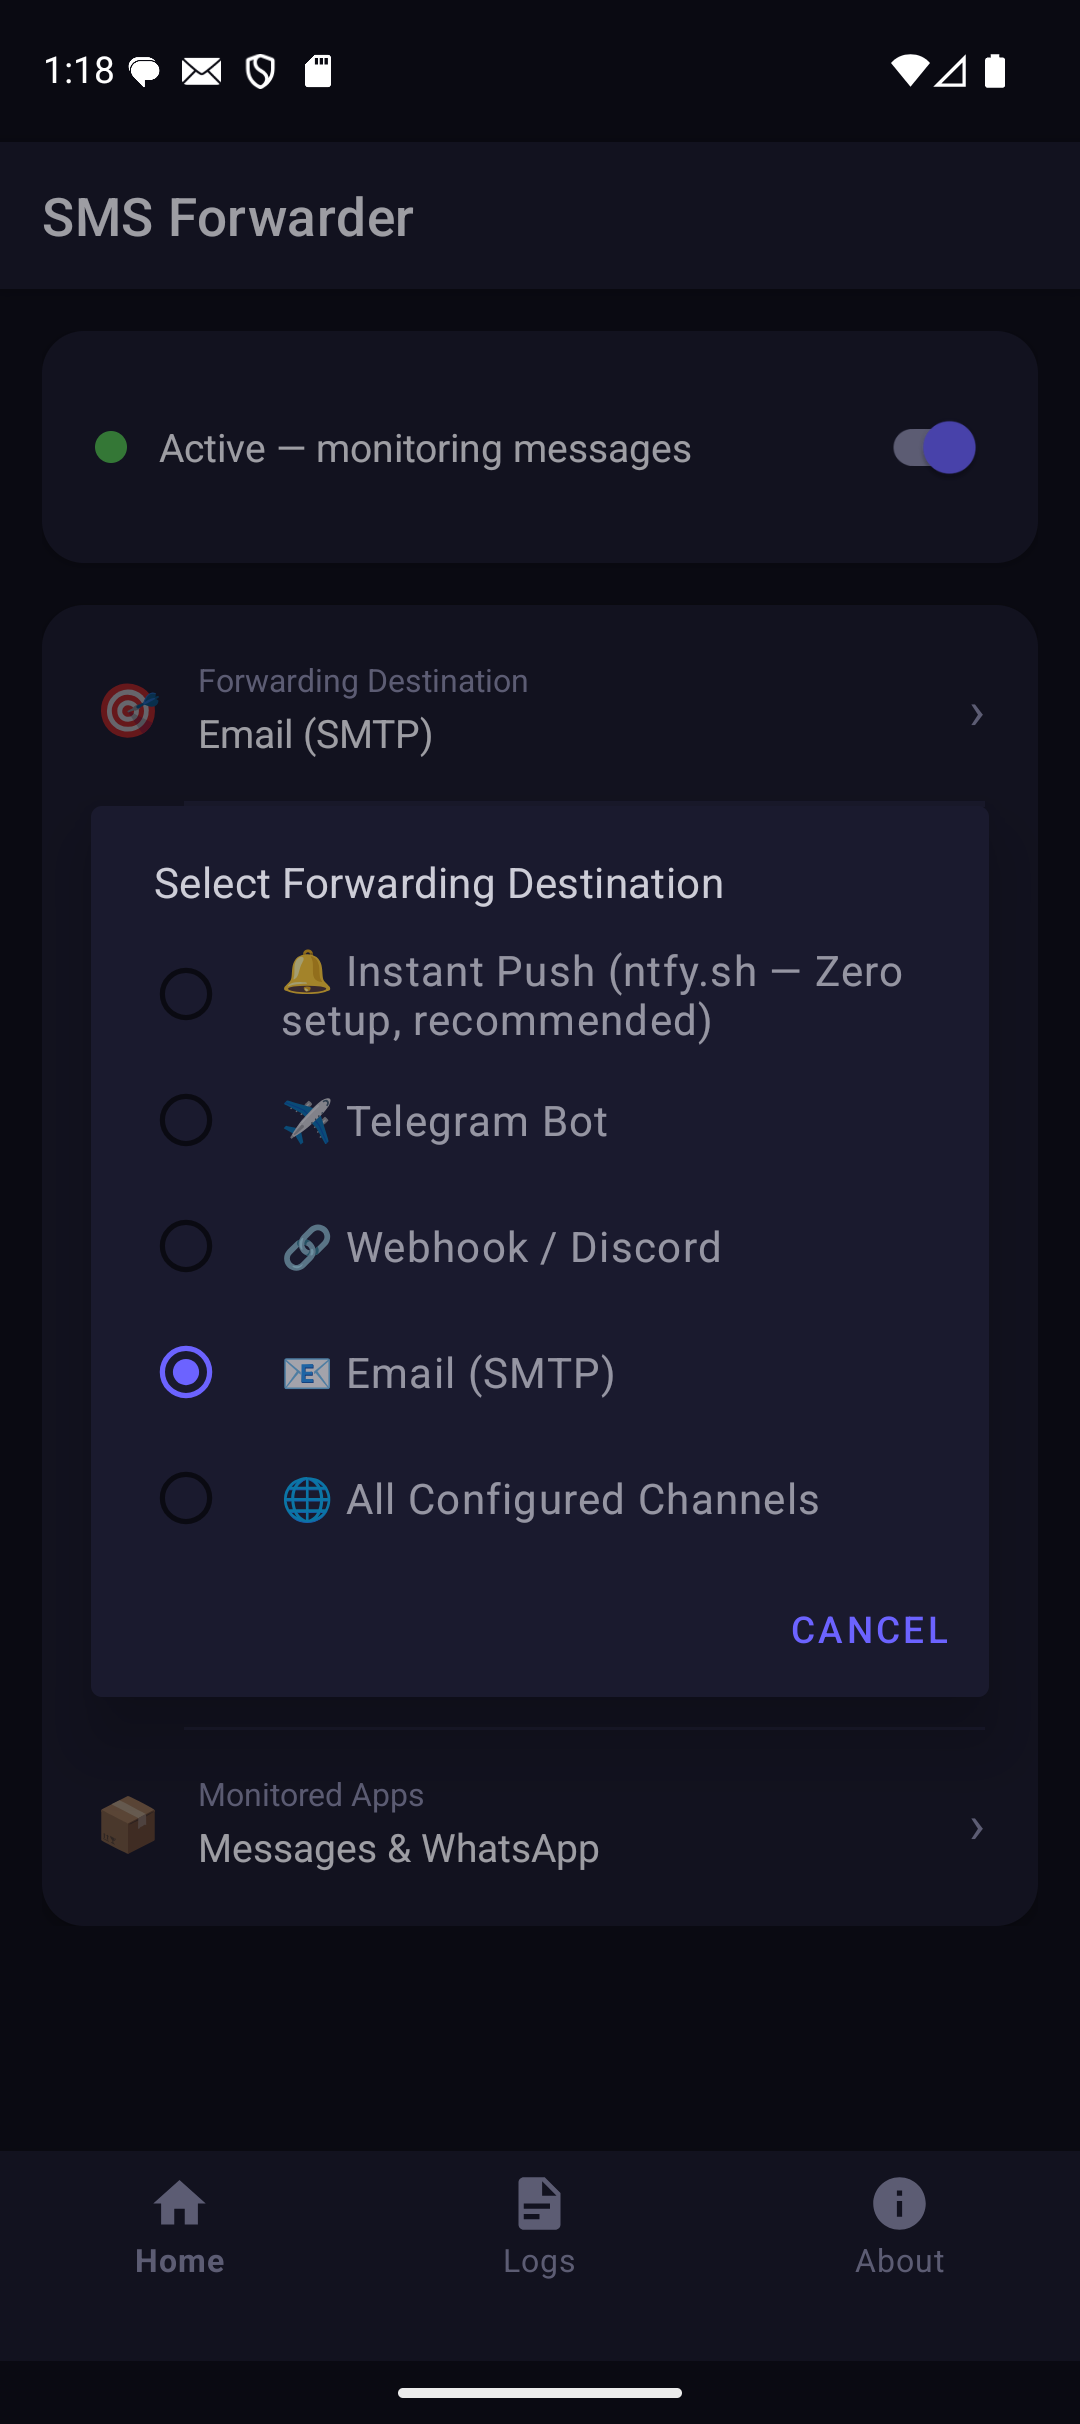 1:18
SMS Forwarder
Active — monitoring messages
Forwarding Destination
Email (SMTP)
Select Forwarding Destination
🔔 Instant Push (ntfy.sh — Zero
setup, recommended)
✈️ Telegram Bot
🔗 Webhook / Discord
📧 Email (SMTP)
🌐 All Configured Channels
CANCEL
Monitored Apps
Messages & WhatsApp
Home
Logs
About